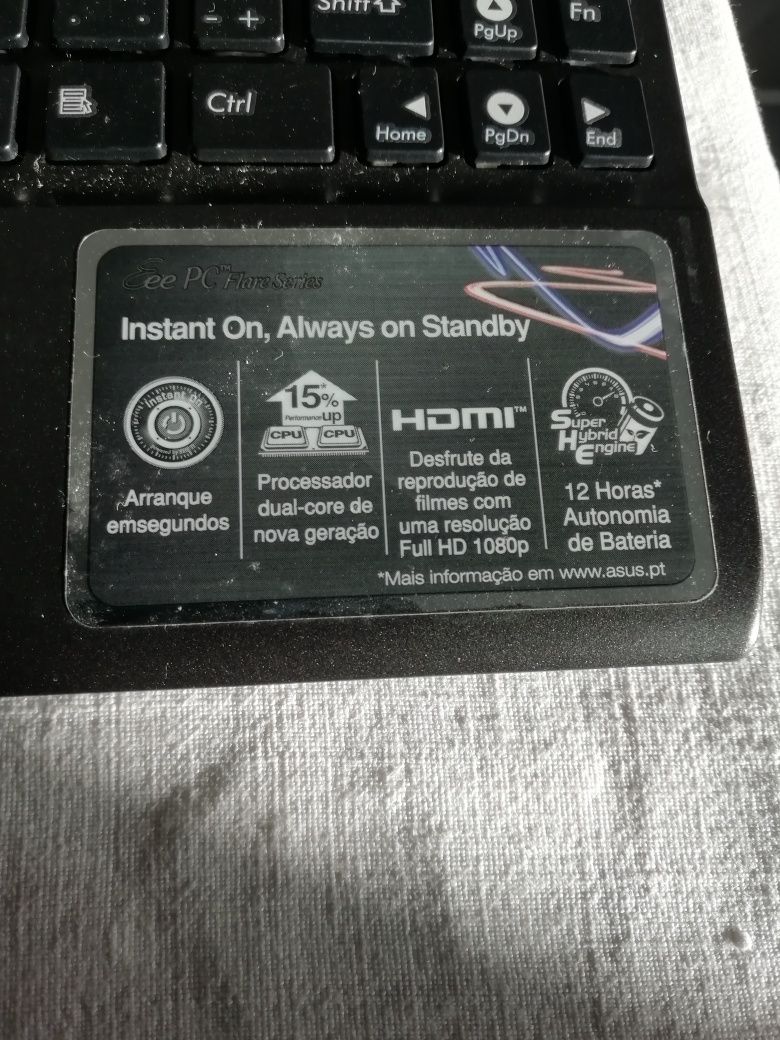 Shift
- +
PgUp
Fn
Ctrl
Home
PgDn
End
Eee PC™ Flare Series
Instant On, Always on Standby
Instant On
Arranque
emsegundos
15%*
Performance up
CPU CPU
Processador
dual-core de
nova geração
HDMI™
Desfrute da
reprodução de
filmes com
uma resolução
Full HD 1080p
Super
Hybrid
Engine
12 Horas*
Autonomia
de Bateria
*Mais informação em www.asus.pt